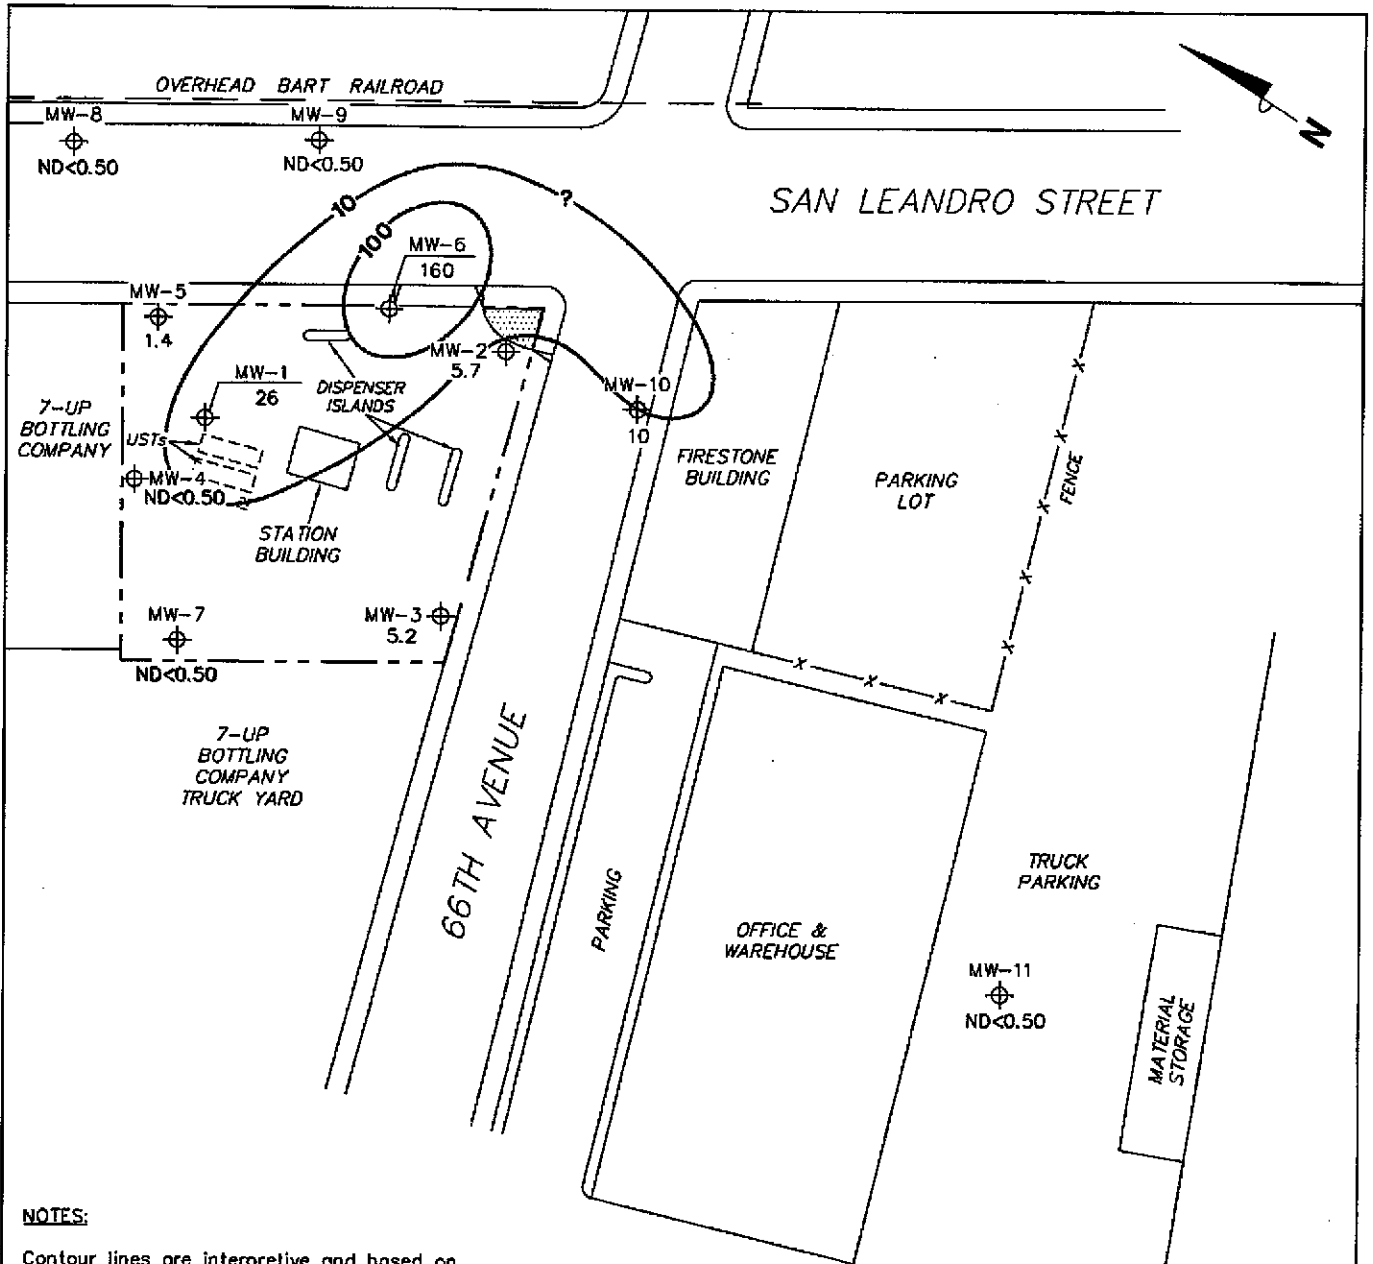 OVERHEAD BART RAILROAD
MW-8
ND<0.50
MW-9
ND<0.50
N
SAN LEANDRO STREET
10
?
100
MW-6
160
MW-5
1.4
MW-2
5.7
MW-1
26
DISPENSER
ISLANDS
MW-10
10
7-UP
BOTTLING
COMPANY
USTs
MW-4
ND<0.50
STATION
BUILDING
FIRESTONE
BUILDING
PARKING
LOT
x
x
x
FENCE
x
x
x
x
x
MW-7
ND<0.50
MW-3
5.2
7-UP
BOTTLING
COMPANY
TRUCK YARD
66TH AVENUE
PARKING
OFFICE &
WAREHOUSE
TRUCK
PARKING
MW-11
ND<0.50
MATERIAL
STORAGE
NOTES:
Contour lines are interpretive and based on